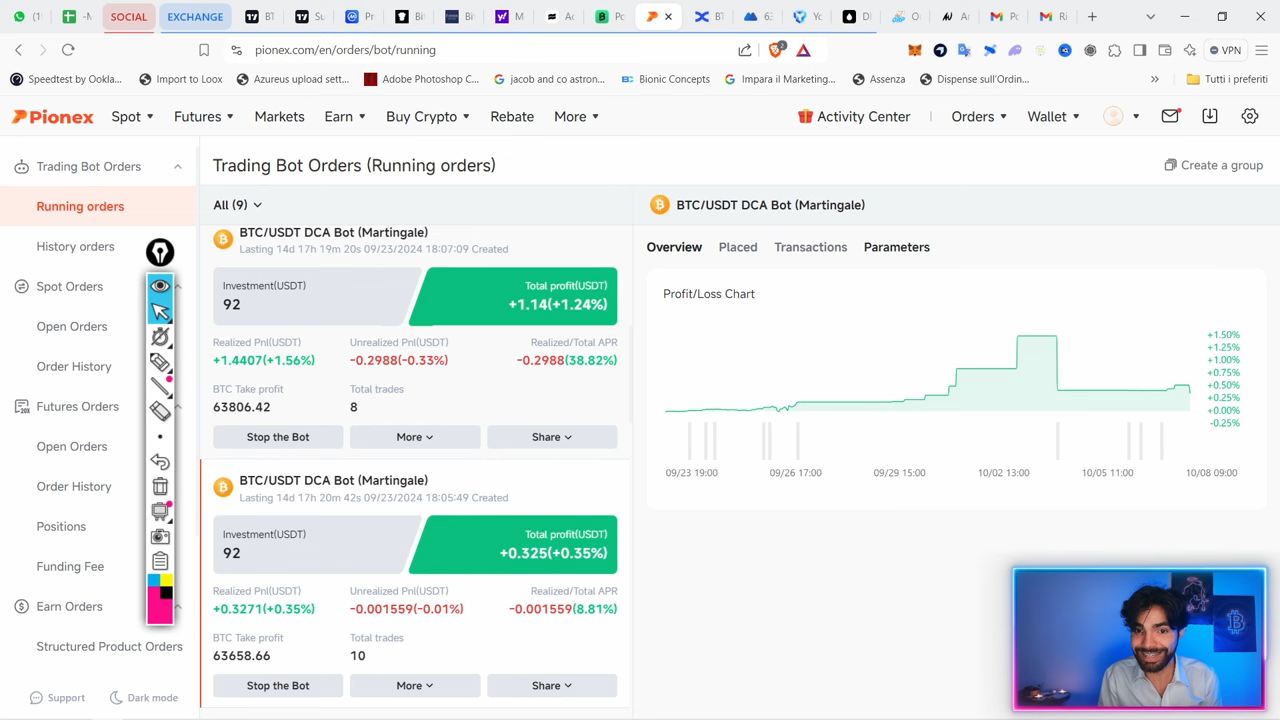 SOCIAL
EXCHANGE
pionex.com/en/orders/bot/running
VPN
Speedtest by Ookla...
Import to Loox
Azureus upload sett...
Adobe Photoshop C...
jacob and co astron...
Bionic Concepts
Impara il Marketing...
Assenza
Dispense sull'Ordin...
Tutti i preferiti
Pionex
Spot
Futures
Markets
Earn
Buy Crypto
Rebate
More
Activity Center
Orders
Wallet
Trading Bot Orders
Running orders
History orders
Spot Orders
Open Orders
Order History
Futures Orders
Open Orders
Order History
Positions
Funding Fee
Earn Orders
Structured Product Orders
Support
Dark mode
Trading Bot Orders (Running orders)
Create a group
All (9)
BTC/USDT DCA Bot (Martingale)
Lasting 14d 17h 19m 20s 09/23/2024 18:07:09 Created
Investment(USDT)
92
Total profit(USDT)
+1.14(+1.24%)
Realized Pnl(USDT)
+1.4407(+1.56%)
Unrealized Pnl(USDT)
-0.2988(-0.33%)
Realized/Total APR
-0.2988(38.82%)
BTC Take profit
63806.42
Total trades
8
Stop the Bot
More
Share
BTC/USDT DCA Bot (Martingale)
Lasting 14d 17h 20m 42s 09/23/2024 18:05:49 Created
Investment(USDT)
92
Total profit(USDT)
+0.325(+0.35%)
Realized Pnl(USDT)
+0.3271(+0.35%)
Unrealized Pnl(USDT)
-0.001559(-0.01%)
Realized/Total APR
-0.001559(8.81%)
BTC Take profit
63658.66
Total trades
10
Stop the Bot
More
Share
BTC/USDT DCA Bot (Martingale)
Overview
Placed
Transactions
Parameters
Profit/Loss Chart
+1.50%
+1.25%
+1.00%
+0.75%
+0.50%
+0.25%
+0.00%
-0.25%
09/23 19:00
09/26 17:00
09/29 15:00
10/02 13:00
10/05 11:00
10/08 09:00